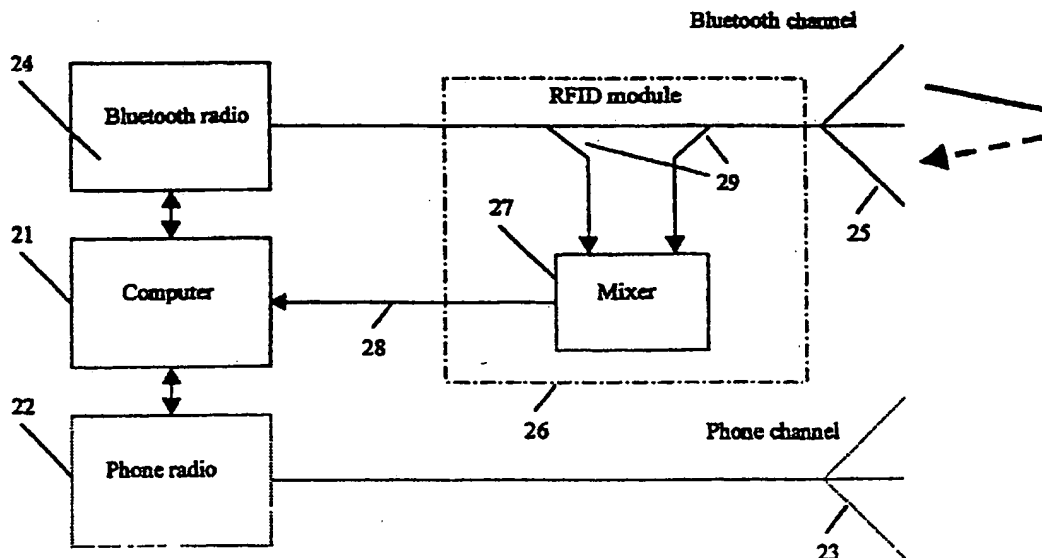 Bluetooth channel
24
Bluetooth radio
RFID module
29
25
21
27
Computer
Mixer
28
22
26
Phone channel
Phone radio
23